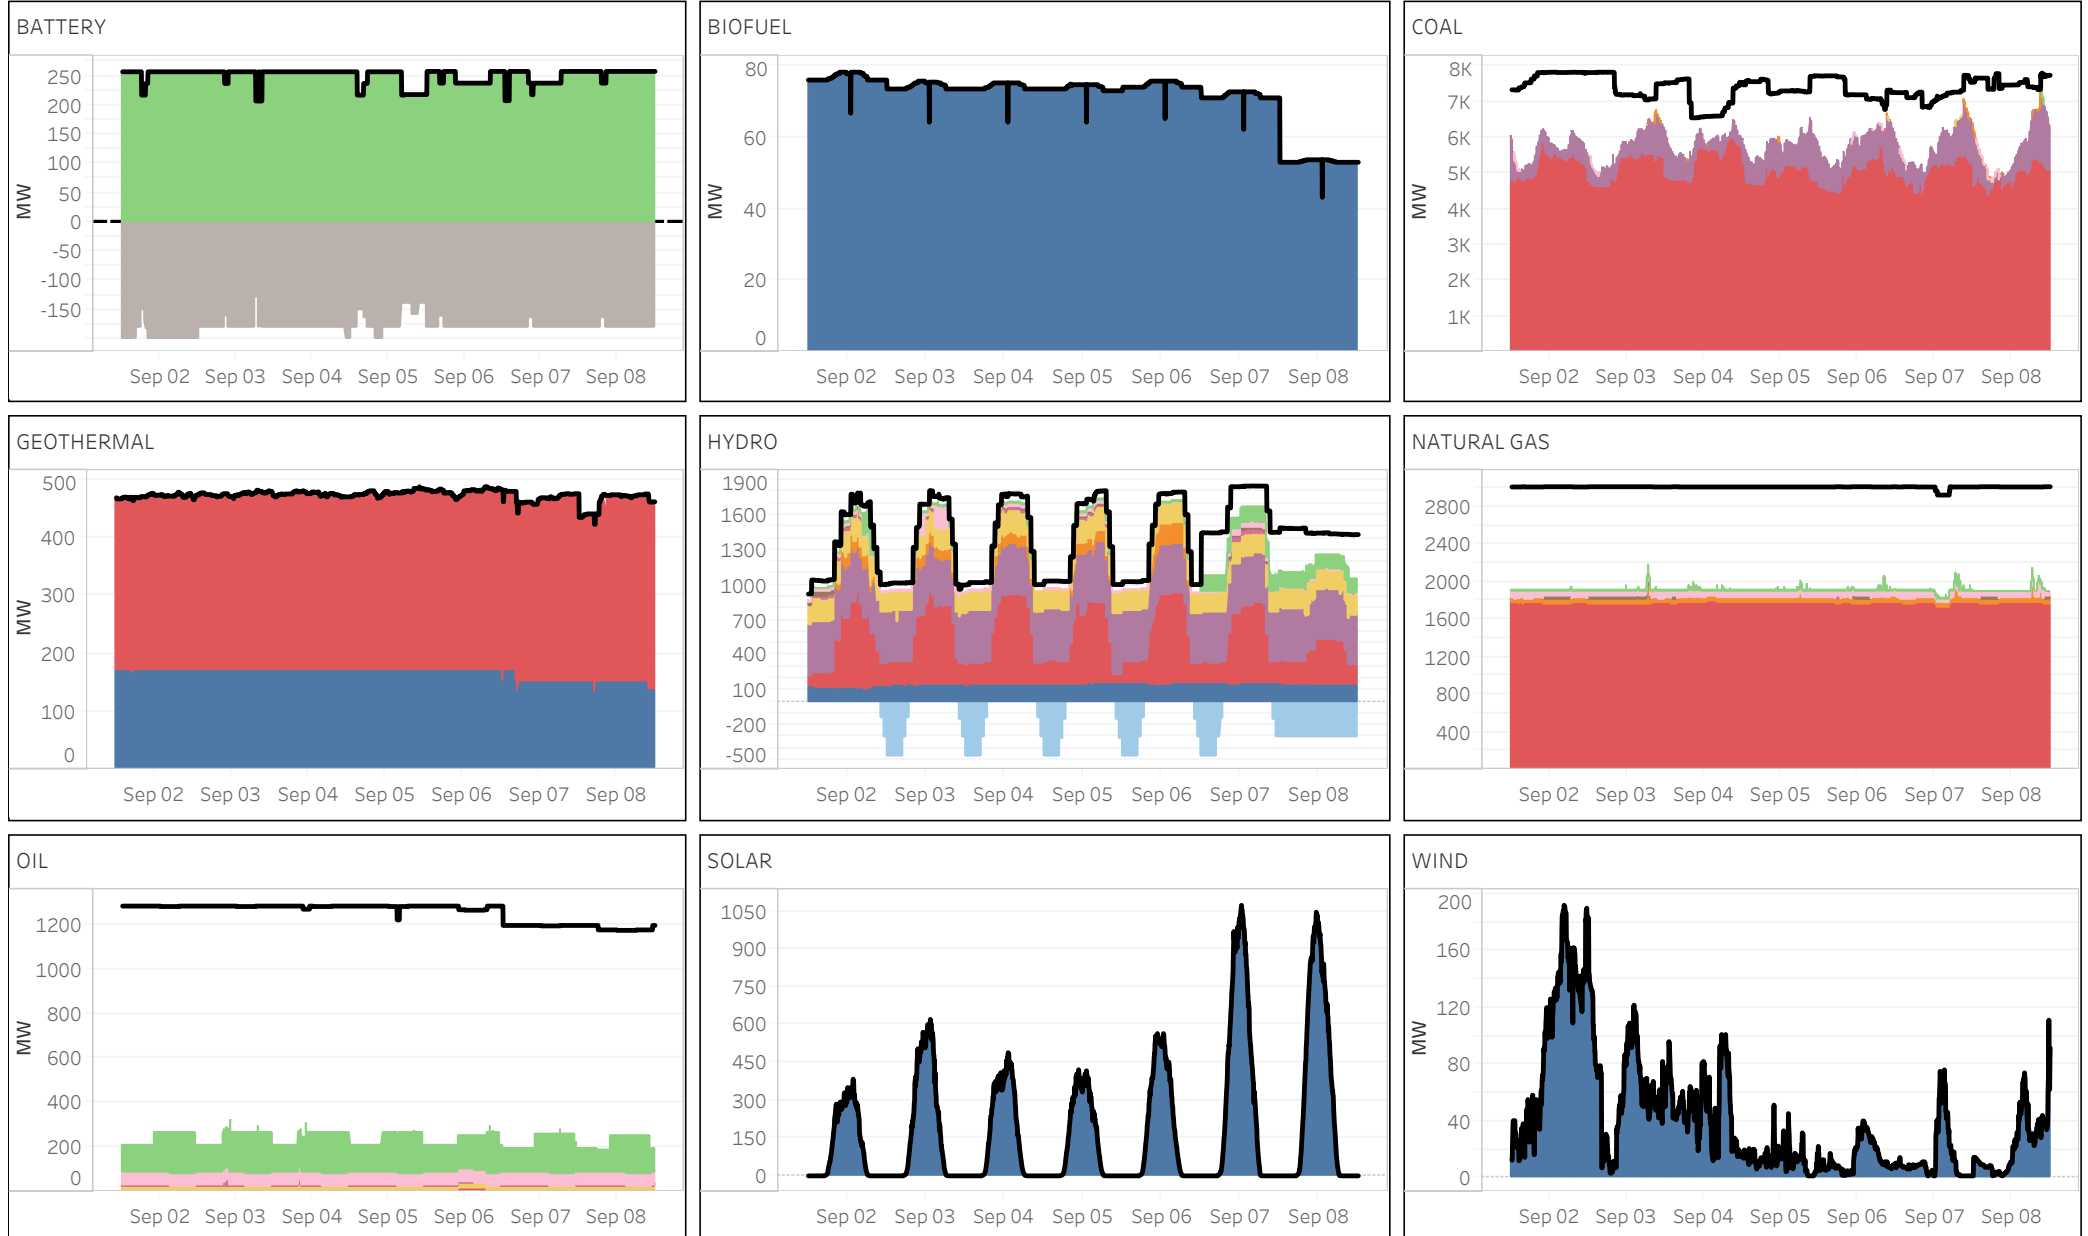 BATTERY
MW
250
200
150
100
50
0
-50
-100
-150
Sep 02 Sep 03 Sep 04 Sep 05 Sep 06 Sep 07 Sep 08
BIOFUEL
MW
80
60
40
20
0
Sep 02 Sep 03 Sep 04 Sep 05 Sep 06 Sep 07 Sep 08
COAL
MW
8K
7K
6K
5K
4K
3K
2K
1K
Sep 02 Sep 03 Sep 04 Sep 05 Sep 06 Sep 07 Sep 08
GEOTHERMAL
MW
500
400
300
200
100
0
Sep 02 Sep 03 Sep 04 Sep 05 Sep 06 Sep 07 Sep 08
HYDRO
1900
1600
1300
1000
700
400
100
-200
-500
Sep 02 Sep 03 Sep 04 Sep 05 Sep 06 Sep 07 Sep 08
NATURAL GAS
2800
2400
2000
1600
1200
800
400
Sep 02 Sep 03 Sep 04 Sep 05 Sep 06 Sep 07 Sep 08
OIL
MW
1200
1000
800
600
400
200
0
Sep 02 Sep 03 Sep 04 Sep 05 Sep 06 Sep 07 Sep 08
SOLAR
1050
900
750
600
450
300
150
0
Sep 02 Sep 03 Sep 04 Sep 05 Sep 06 Sep 07 Sep 08
WIND
MW
200
160
120
80
40
0
Sep 02 Sep 03 Sep 04 Sep 05 Sep 06 Sep 07 Sep 08